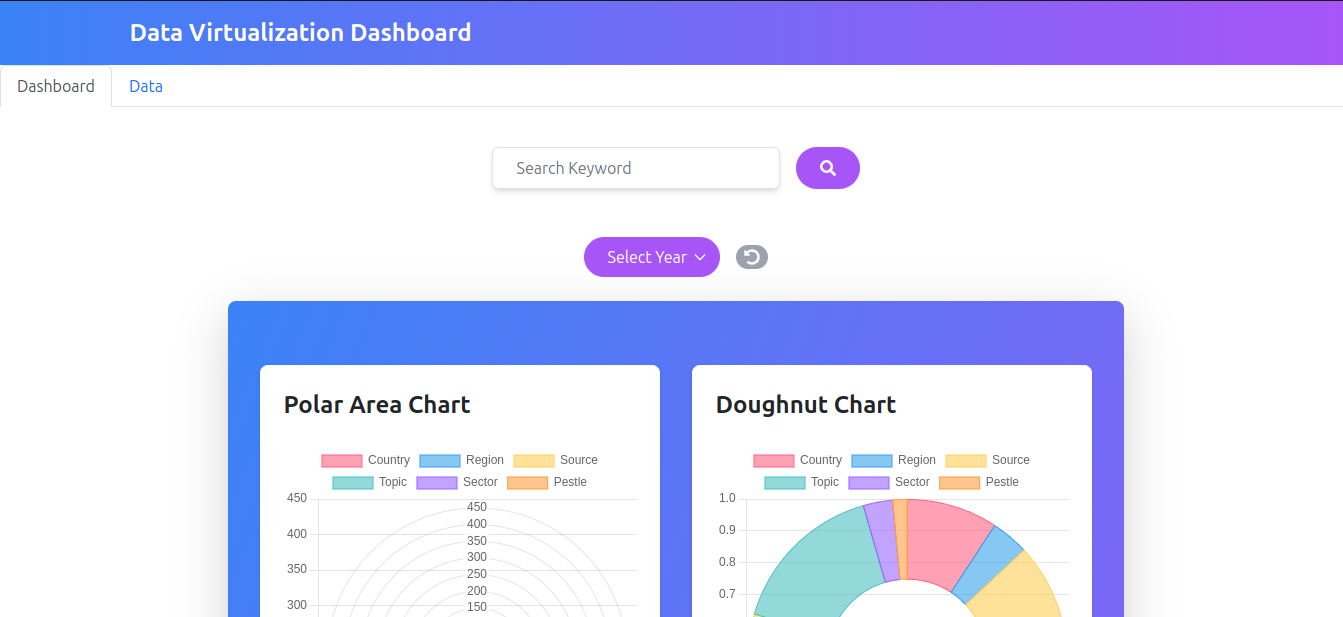 Data Virtualization Dashboard
Dashboard Data
Search Keyword
Select Year
Polar Area Chart
Country Region Source
Topic Sector Pestle
450
400
350
300
450
400
350
300
250
200
150
Doughnut Chart
Country Region Source
Topic Sector Pestle
1.0
0.9
0.8
0.7